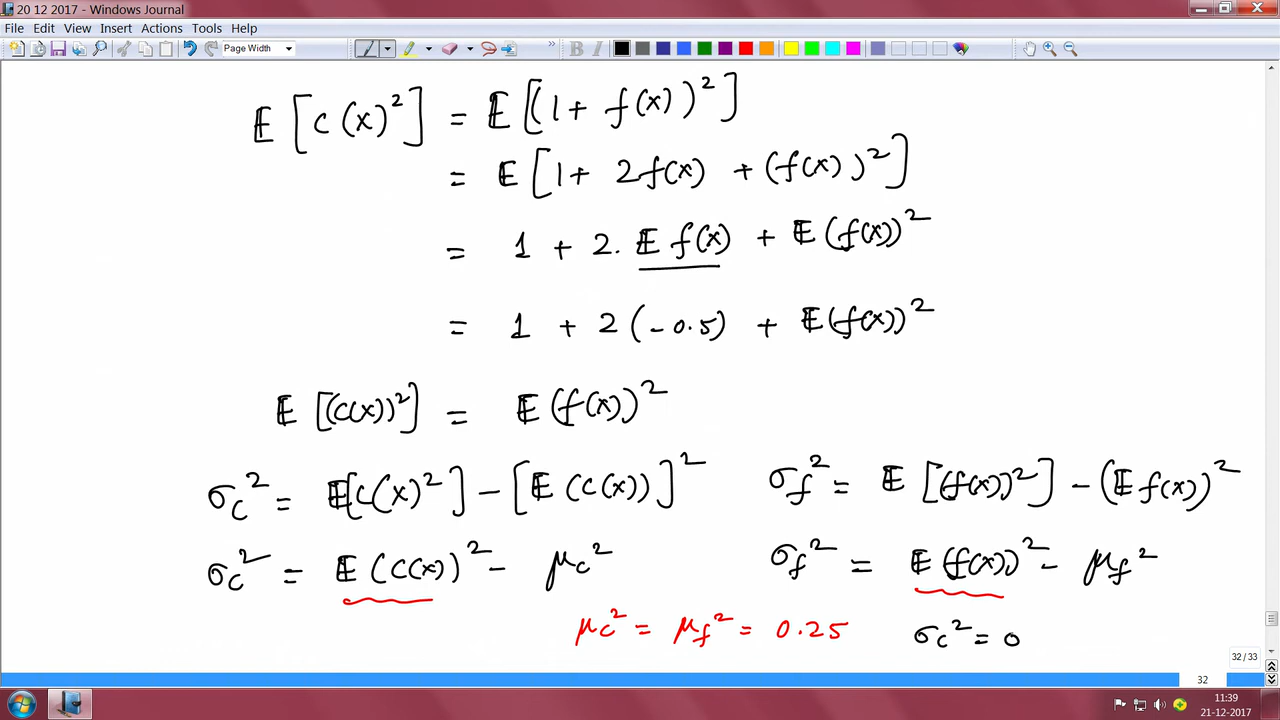 20 12 2017 - Windows Journal
File Edit View Insert Actions Tools Help
Page Width
𝔼 [c(x)²] = 𝔼[(1 + f(x))²]
= 𝔼[1 + 2f(x) + (f(x))²]
= 1 + 2. 𝔼 f(x) + 𝔼(f(x))²
= 1 + 2(-0.5) + 𝔼(f(x))²
𝔼 [(c(x))²] = 𝔼(f(x))²
σc² = 𝔼[c(x)²] - [𝔼(c(x))]² σf² = 𝔼[(f(x))²] - (𝔼f(x))²
σc² = 𝔼(c(x))² - μc² σf² = 𝔼(f(x))² - μf²
μc² = μf² = 0.25 σc² = 0
32/33
32
11:39
21-12-2017